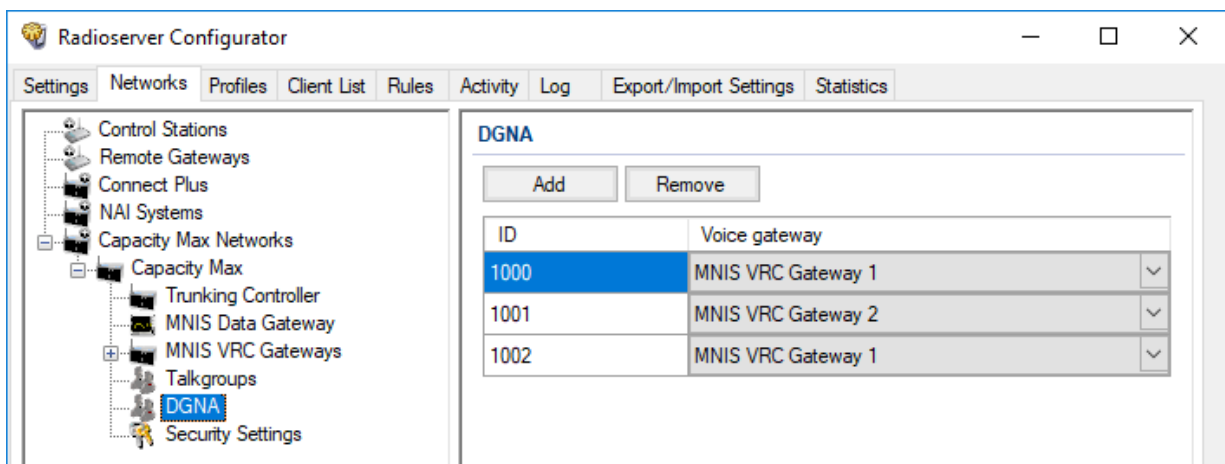 Radioserver Configurator
Settings Networks Profiles Client List Rules Activity Log Export/Import Settings Statistics
Control Stations
Remote Gateways
Connect Plus
NAI Systems
Capacity Max Networks
Capacity Max
Trunking Controller
MNIS Data Gateway
MNIS VRC Gateways
Talkgroups
DGNA
Security Settings
DGNA
Add Remove
ID Voice gateway
1000 MNIS VRC Gateway 1
1001 MNIS VRC Gateway 2
1002 MNIS VRC Gateway 1